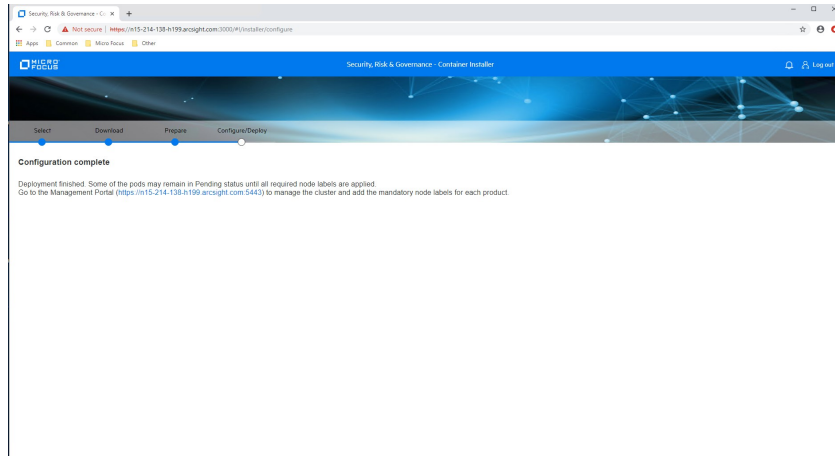 Security, Risk & Governance - Co
Not secure | https://n15-214-138-h199.arcsight.com:3000/#!/installer/configure
Apps Common Micro Focus Other
MICRO FOCUS
Security, Risk & Governance - Container Installer
Log out
Select Download Prepare Configure/Deploy
Configuration complete
Deployment finished. Some of the pods may remain in Pending status until all required node labels are applied.
Go to the Management Portal (https://n15-214-138-h199.arcsight.com:5443) to manage the cluster and add the mandatory node labels for each product.